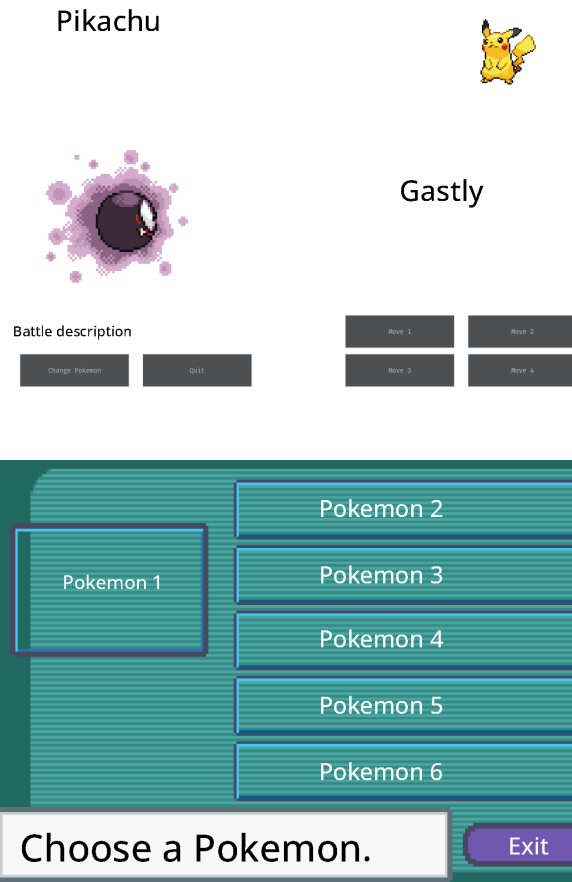 Pikachu
Gastly
Battle description
Move 1
Move 2
Change Pokemon
Quit
Move 3
Move 4
Pokemon 1
Pokemon 2
Pokemon 3
Pokemon 4
Pokemon 5
Pokemon 6
Choose a Pokemon.
Exit